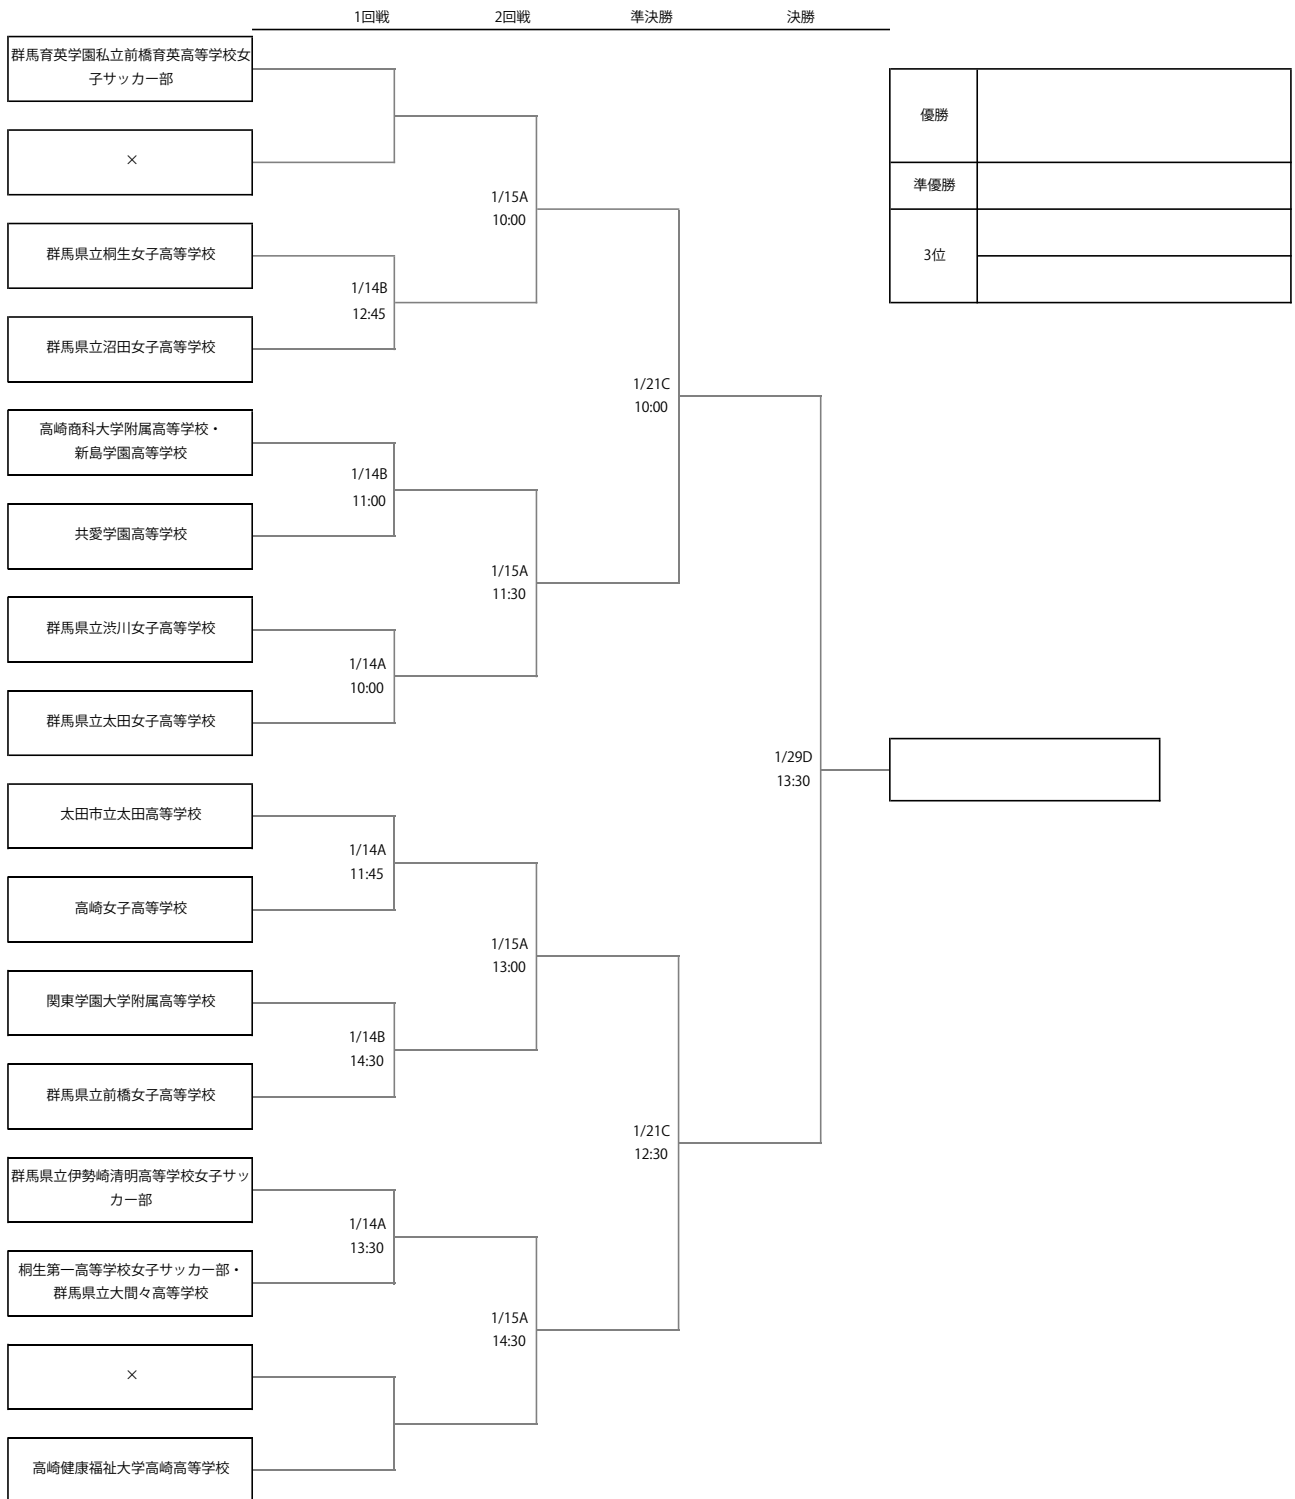 1回戦
2回戦
準決勝
決勝
群馬育英学園私立前橋育英高等学校女
子サッカー部
×
群馬県立桐生女子高等学校
群馬県立沼田女子高等学校
高崎商科大学附属高等学校・
新島学園高等学校
共愛学園高等学校
群馬県立渋川女子高等学校
群馬県立太田女子高等学校
太田市立太田高等学校
高崎女子高等学校
関東学園大学附属高等学校
群馬県立前橋女子高等学校
群馬県立伊勢崎清明高等学校女子サッ
カー部
桐生第一高等学校女子サッカー部・
群馬県立大間々高等学校
×
高崎健康福祉大学高崎高等学校
1/14B
12:45
1/14B
11:00
1/14A
10:00
1/14A
11:45
1/14B
14:30
1/14A
13:30
1/15A
10:00
1/15A
11:30
1/15A
13:00
1/15A
14:30
1/21C
10:00
1/21C
12:30
1/29D
13:30
優勝
準優勝
3位